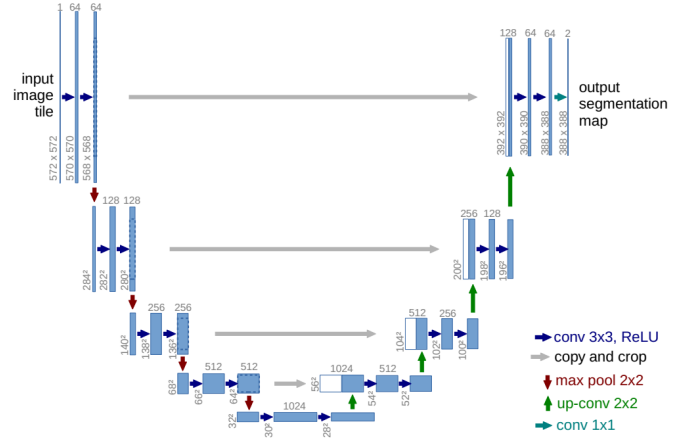 1 64 64
input
image
tile
572 x 572
570 x 570
568 x 568
128 64 64 2
output
segmentation
map
392 x 392
390 x 390
388 x 388
388 x 388
128 128
284²
282²
280²
256 128
200²
198²
196²
256 256
140²
138²
136²
512 256
104²
102²
100²
512 512
68²
66²
64²
1024 512
56²
54²
52²
1024
32²
30²
28²
conv 3x3, ReLU
copy and crop
max pool 2x2
up-conv 2x2
conv 1x1